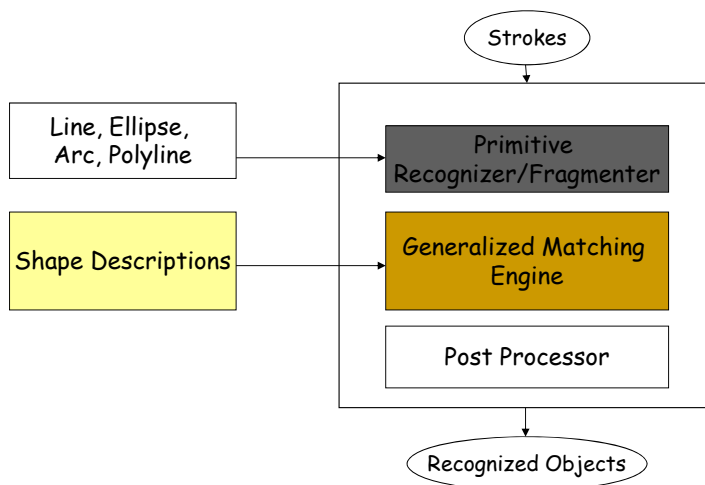 Strokes
Line, Ellipse,
Arc, Polyline
Primitive
Recognizer/Fragmenter
Shape Descriptions
Generalized Matching
Engine
Post Processor
Recognized Objects